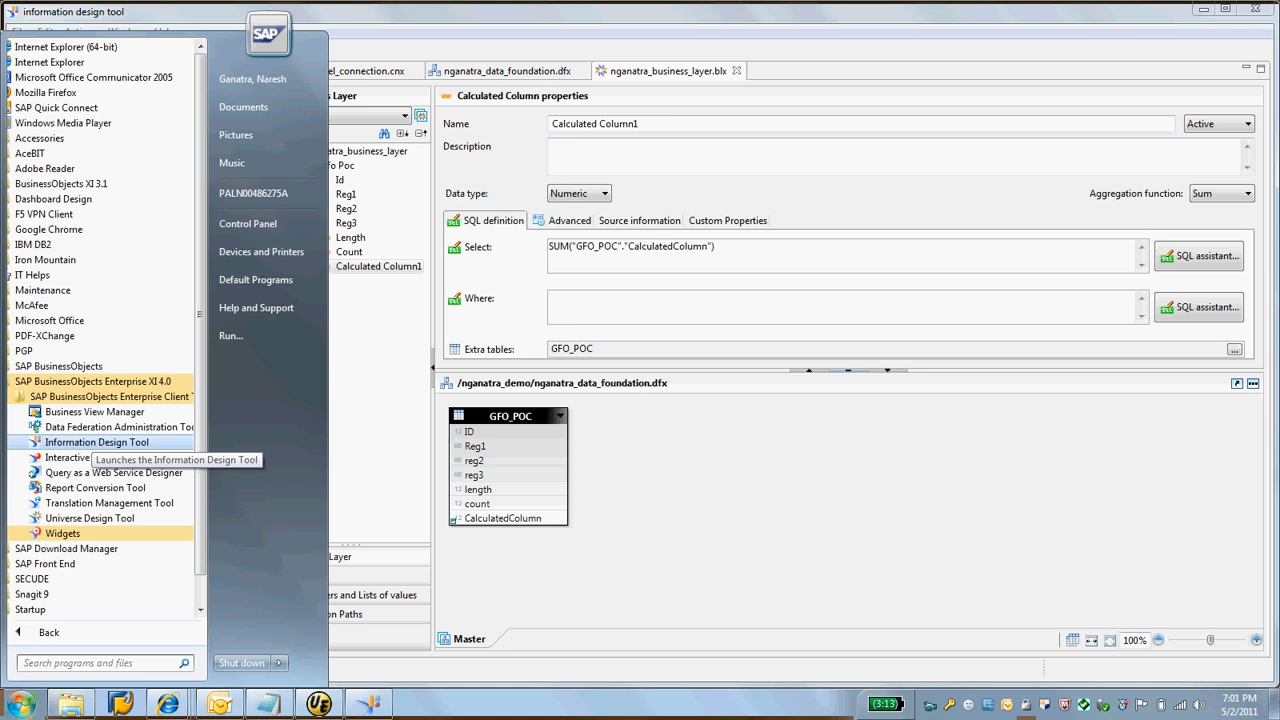 information design tool
SAP
Internet Explorer (64-bit)
Internet Explorer
Microsoft Office Communicator 2005
Mozilla Firefox
SAP Quick Connect
Windows Media Player
Accessories
AceBIT
Adobe Reader
BusinessObjects XI 3.1
Dashboard Design
F5 VPN Client
Google Chrome
IBM DB2
Iron Mountain
IT Helps
Maintenance
McAfee
Microsoft Office
PDF-XChange
PGP
SAP BusinessObjects
SAP BusinessObjects Enterprise XI 4.0
SAP BusinessObjects Enterprise Client
Business View Manager
Data Federation Administration Too
Information Design Tool
Interactive
Launches the Information Design Tool
Query as a Web Service Designer
Report Conversion Tool
Translation Management Tool
Universe Design Tool
Widgets
SAP Download Manager
SAP Front End
SECUDE
Snagit 9
Startup
Back
Search programs and files
Ganatra, Naresh
Documents
Pictures
Music
PALN00486275A
Control Panel
Devices and Printers
Default Programs
Help and Support
Run...
Shut down
el_connection.cnx
nganatra_data_foundation.dfx
nganatra_business_layer.blx
s Layer
atra_business_layer
o Poc
Id
Reg1
Reg2
Reg3
Length
Count
Calculated Column1
Layer
ers and Lists of values
on Paths
Calculated Column properties
Name
Calculated Column1
Active
Description
Data type:
Numeric
Aggregation function:
Sum
SQL definition
Advanced
Source information
Custom Properties
Select:
SUM("GFO_POC"."CalculatedColumn")
SQL assistant...
Where:
SQL assistant...
Extra tables:
GFO_POC
...
/nganatra_demo/nganatra_data_foundation.dfx
GFO_POC
12 ID
AB Reg1
AB reg2
AB reg3
12 length
12 count
12 CalculatedColumn
Master
100%
UE
(3:13)
7:01 PM
5/2/2011